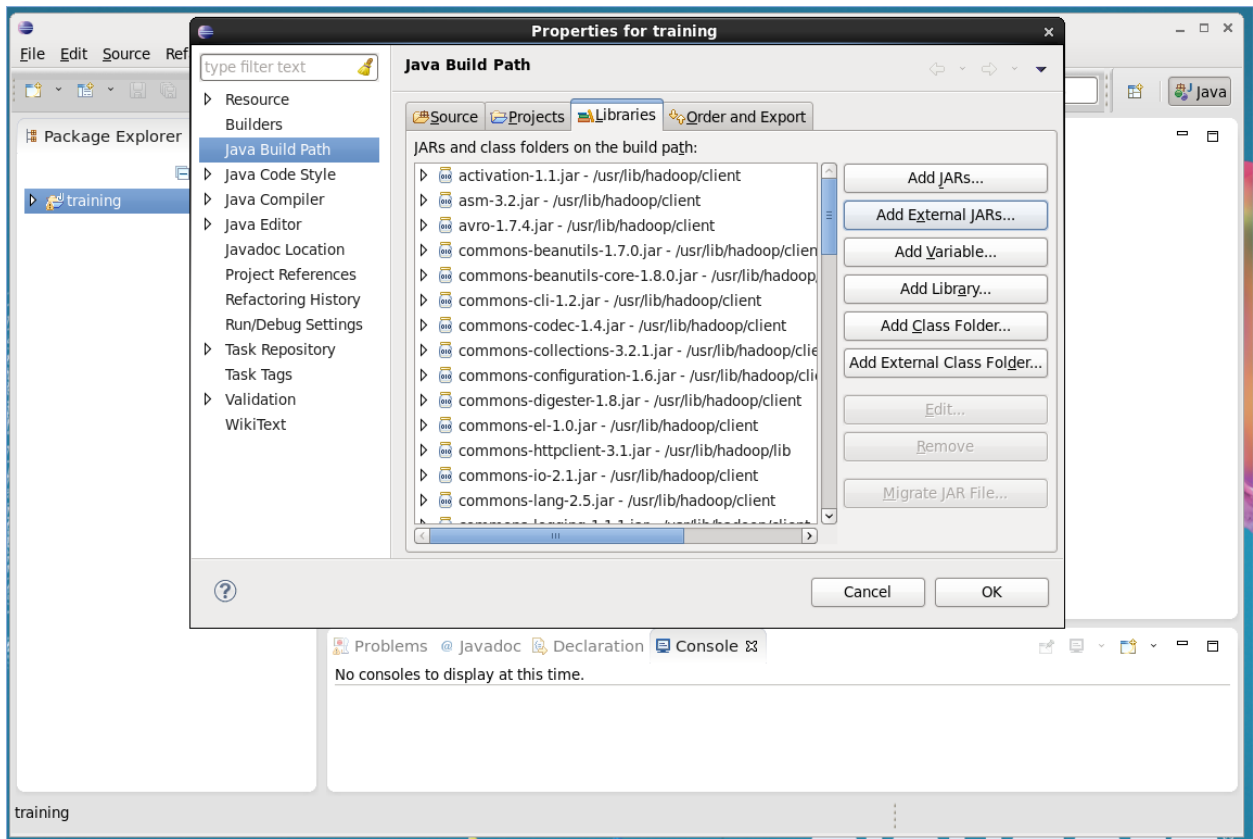 Properties for training
File Edit Source Ref
type filter text
Java Build Path
Java
Package Explorer
training
Resource
Builders
Java Build Path
Java Code Style
Java Compiler
Java Editor
Javadoc Location
Project References
Refactoring History
Run/Debug Settings
Task Repository
Task Tags
Validation
WikiText
Source Projects Libraries Order and Export
JARs and class folders on the build path:
activation-1.1.jar - /usr/lib/hadoop/client
asm-3.2.jar - /usr/lib/hadoop/client
avro-1.7.4.jar - /usr/lib/hadoop/client
commons-beanutils-1.7.0.jar - /usr/lib/hadoop/clien
commons-beanutils-core-1.8.0.jar - /usr/lib/hadoop,
commons-cli-1.2.jar - /usr/lib/hadoop/client
commons-codec-1.4.jar - /usr/lib/hadoop/client
commons-collections-3.2.1.jar - /usr/lib/hadoop/clie
commons-configuration-1.6.jar - /usr/lib/hadoop/cli
commons-digester-1.8.jar - /usr/lib/hadoop/client
commons-el-1.0.jar - /usr/lib/hadoop/client
commons-httpclient-3.1.jar - /usr/lib/hadoop/lib
commons-io-2.1.jar - /usr/lib/hadoop/client
commons-lang-2.5.jar - /usr/lib/hadoop/client
commons-logging-1.1.1.jar - /usr/lib/hadoop/client
Add JARs...
Add External JARs...
Add Variable...
Add Library...
Add Class Folder...
Add External Class Folder...
Edit...
Remove
Migrate JAR File...
Cancel OK
Problems @ Javadoc Declaration Console
No consoles to display at this time.
training